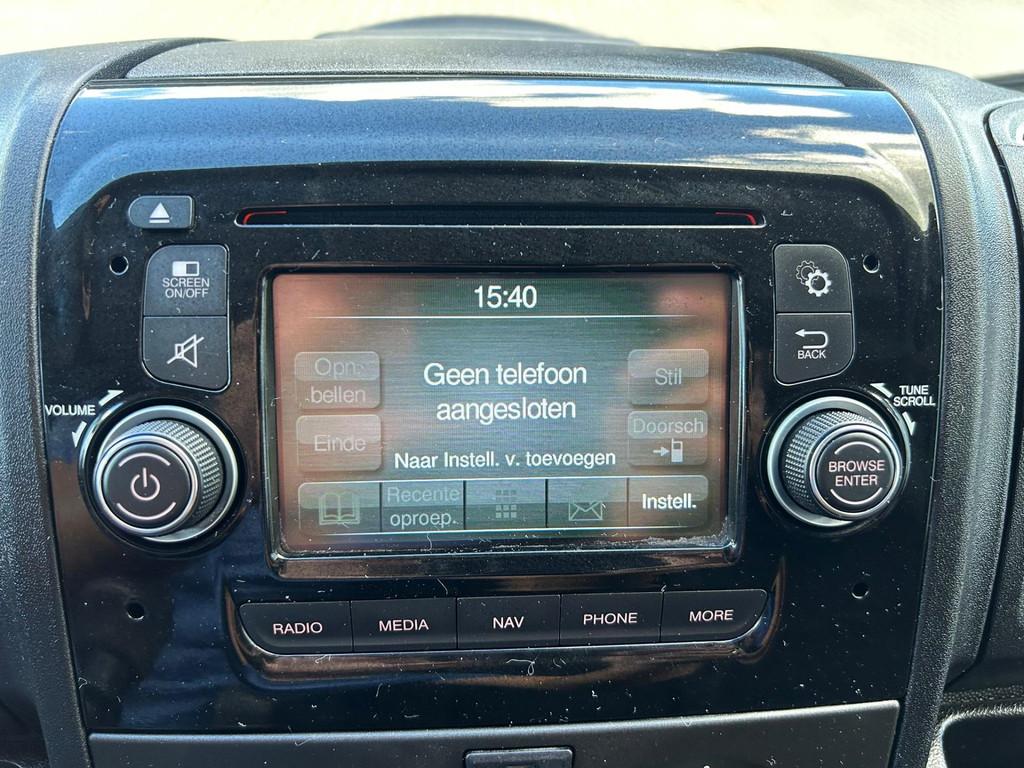 SCREEN
ON/OFF
VOLUME
15:40
Opn.
bellen
Geen telefoon
aangesloten
Stil
Einde
Doorsch
Naar Instell. v. toevoegen
Recente
oproep.
Instell.
BACK
TUNE
SCROLL
BROWSE
ENTER
RADIO
MEDIA
NAV
PHONE
MORE